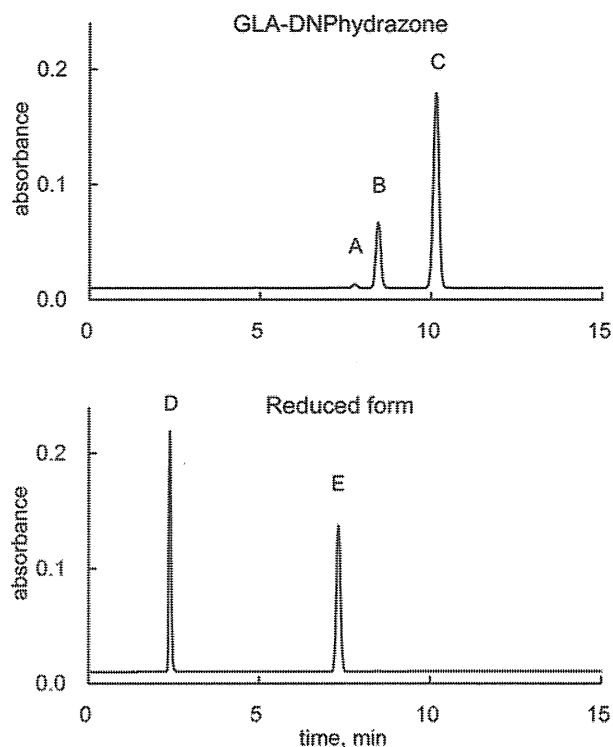 GLA-DNPhydrazone
0.2
C
B
absorbance
0.1
A
0.0
0 5 10 15
D
Reduced form
0.2
E
absorbance
0.1
0.0
0 5 10 15
time, min